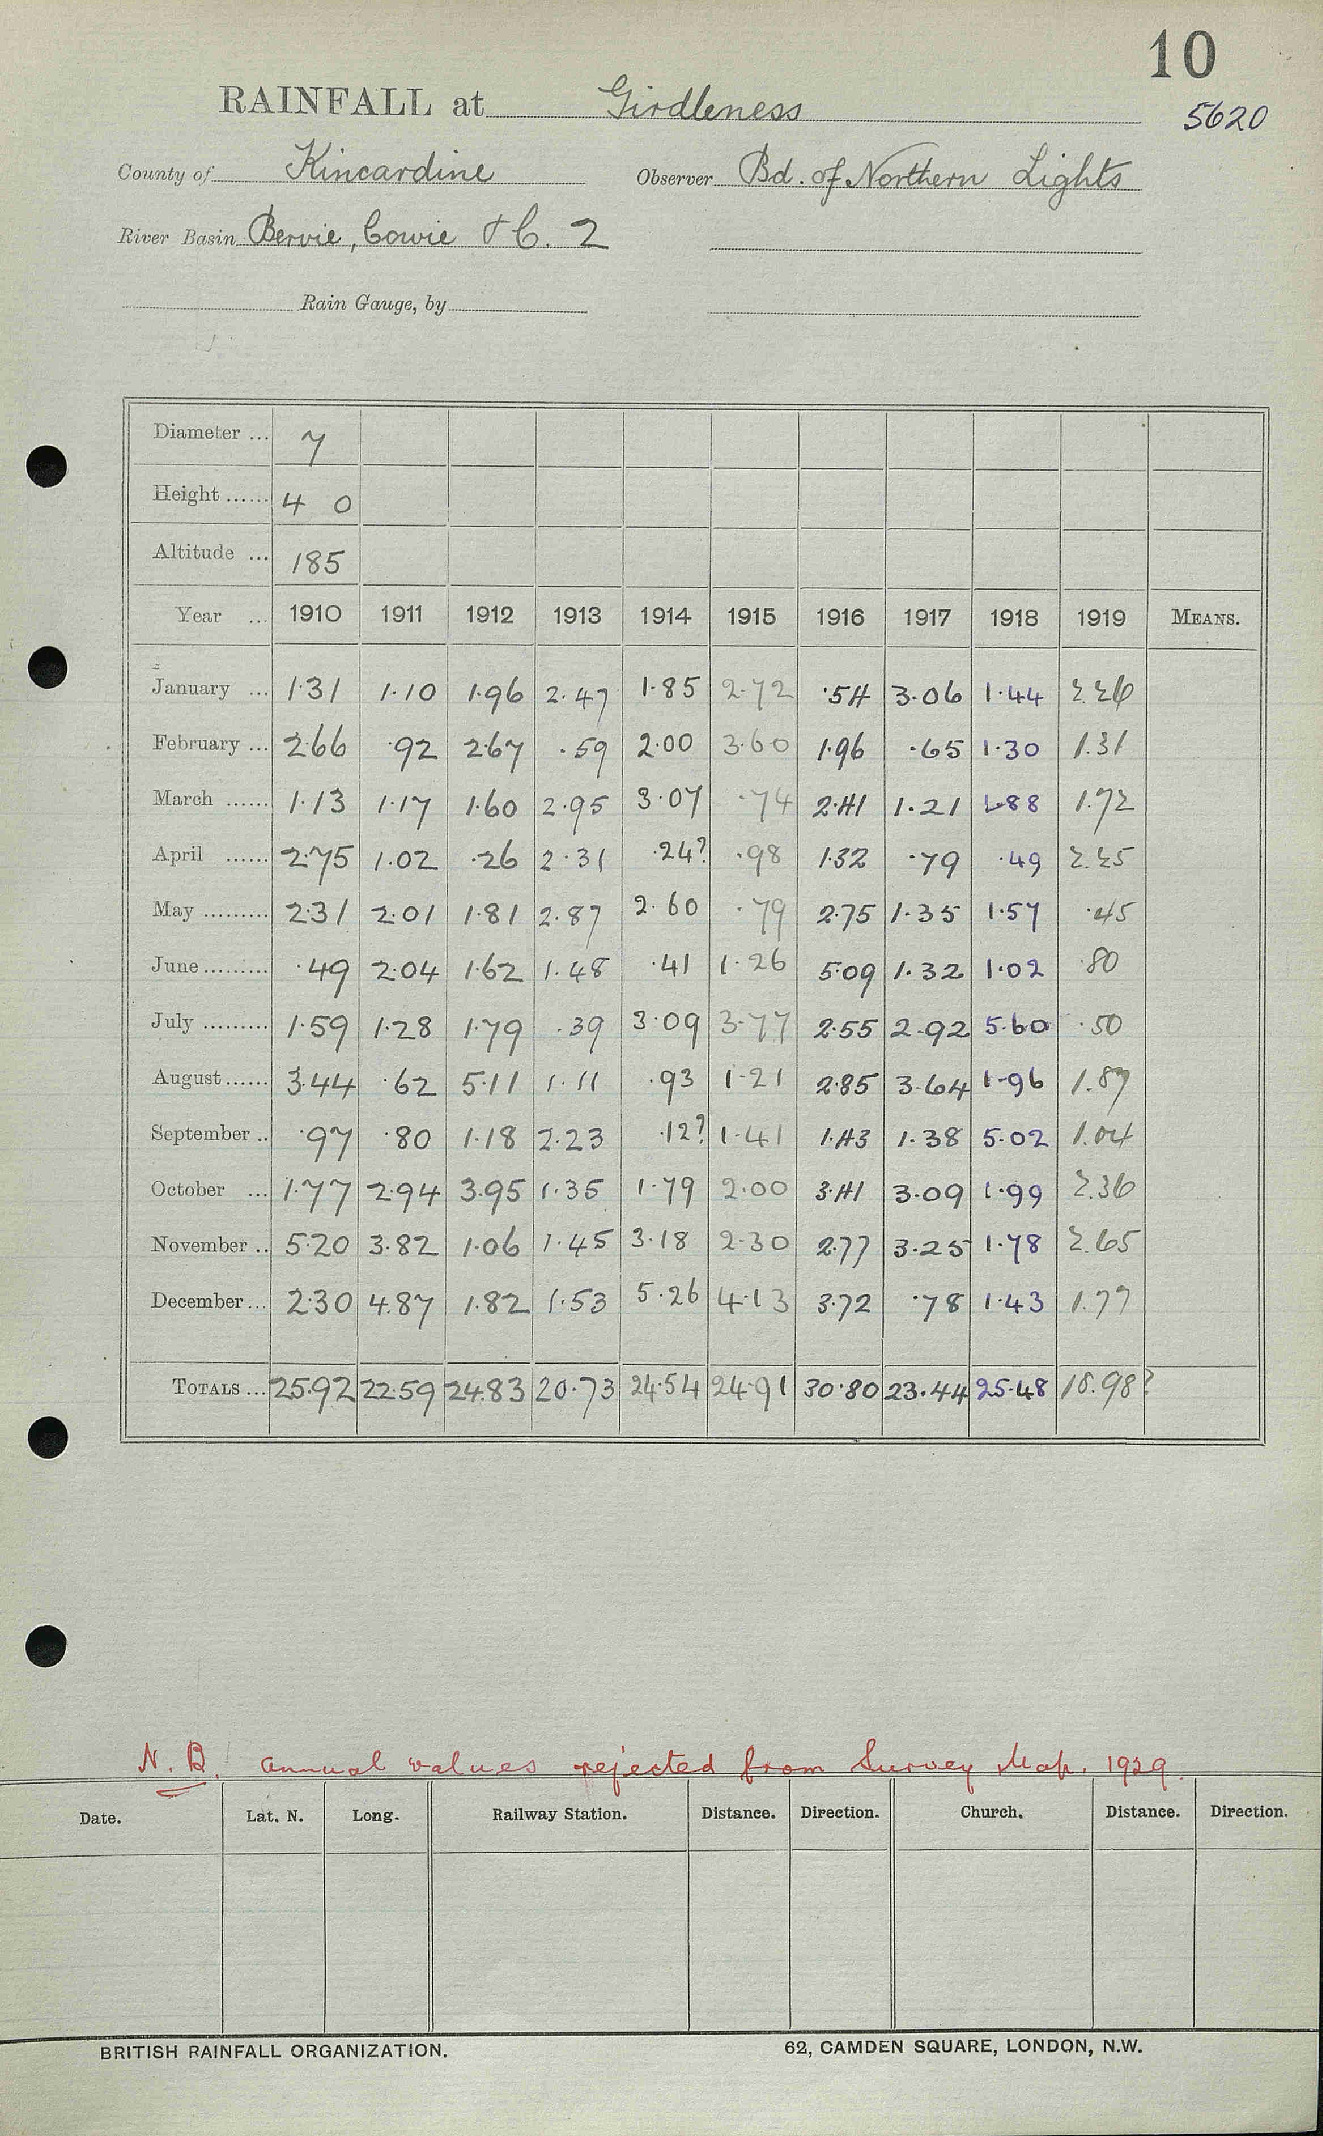 10
RAINFALL at Girdleness 5620
County of Kincardine Observer Bd. of Northern Lights
River Basin Bervie, Cowie &C. 2
Rain Gauge, by
Diameter ... 7
Height ...... 4 0
Altitude ... 185
Year ... 1910 1911 1912 1913 1914 1915 1916 1917 1918 1919 MEANS.
January ... 1.31 1.10 1.96 2.47 1.85 2.72 .54 3.06 1.44 2.26
February ... 2.66 .92 2.67 .59 2.00 3.60 1.96 .65 1.30 1.31
March ...... 1.13 1.17 1.60 2.95 3.07 .74 2.41 1.21 1.88 1.72
April ...... 2.75 1.02 .26 2.31 .24? .98 1.32 .79 .49 2.25
May ......... 2.31 2.01 1.81 2.87 2.60 .79 2.75 1.35 1.57 .45
June ......... .49 2.04 1.62 1.48 .41 1.26 5.09 1.32 1.02 .80
July ......... 1.59 1.28 1.79 .39 3.09 3.77 2.55 2.92 5.60 .50
August ...... 3.44 .62 5.11 1.11 .93 1.21 2.85 3.64 1.96 1.87
September .. .97 .80 1.18 2.23 .12? 1.41 1.43 1.38 5.02 1.04
October ... 1.77 2.94 3.95 1.35 1.79 2.00 3.41 3.09 1.99 2.36
November .. 5.20 3.82 1.06 1.45 3.18 2.30 2.77 3.25 1.78 2.65
December ... 2.30 4.87 1.82 1.53 5.26 4.13 3.72 .78 1.43 1.77
TOTALS ... 25.92 22.59 24.83 20.73 24.54 24.91 30.80 23.44 25.48 18.98?
N.B. annual values rejected from Survey Map. 1929.
Date. Lat. N. Long. Railway Station. Distance. Direction. Church. Distance. Direction.
BRITISH RAINFALL ORGANIZATION. 62, CAMDEN SQUARE, LONDON, N.W.